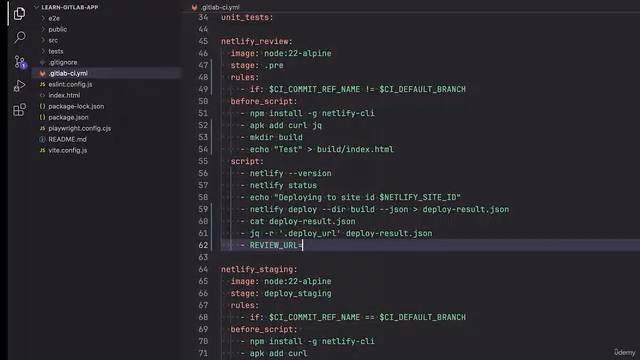 LEARN-GITLAB-APP
e2e
public
src
tests
.gitignore
.gitlab-ci.yml
eslint.config.js
index.html
package-lock.json
package.json
playwright.config.cjs
README.md
vite.config.js
.gitlab-ci.yml
34 unit_tests:
45 netlify_review:
46 image: node:22-alpine
47 stage: .pre
48 rules:
49 - if: $CI_COMMIT_REF_NAME != $CI_DEFAULT_BRANCH
50 before_script:
51 - npm install -g netlify-cli
52 - apk add curl jq
53 - mkdir build
54 - echo "Test" > build/index.html
55 script:
56 - netlify --version
57 - netlify status
58 - echo "Deploying to site id $NETLIFY_SITE_ID"
59 - netlify deploy --dir build --json > deploy-result.json
60 - cat deploy-result.json
61 - jq -r '.deploy_url' deploy-result.json
62 - REVIEW_URL=
64 netlify_staging:
65 image: node:22-alpine
66 stage: deploy_staging
67 rules:
68 - if: $CI_COMMIT_REF_NAME == $CI_DEFAULT_BRANCH
69 before_script:
70 - npm install -g netlify-cli
71 - apk add curl
udemy